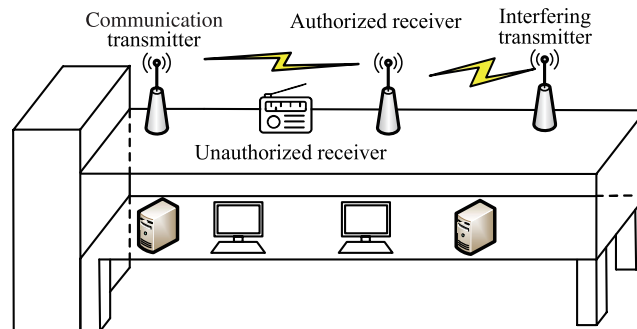 Communication
transmitter
Authorized receiver
Interfering
transmitter
Unauthorized receiver